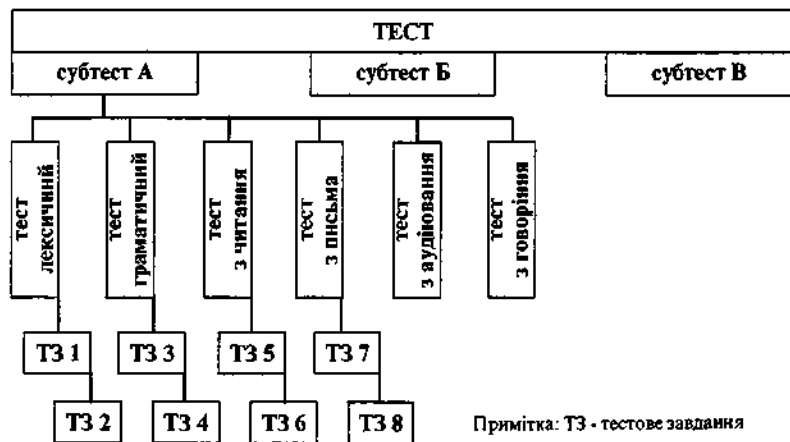 ТЕСТ
субтест А
субтест Б
субтест В
тест
лексичний
тест
граматичний
тест
з читання
тест
з письма
тест
з аудіювання
тест
з говоріння
ТЗ 1
ТЗ 3
ТЗ 5
ТЗ 7
ТЗ 2
ТЗ 4
ТЗ 6
ТЗ 8
Примітка: ТЗ - тестове завдання